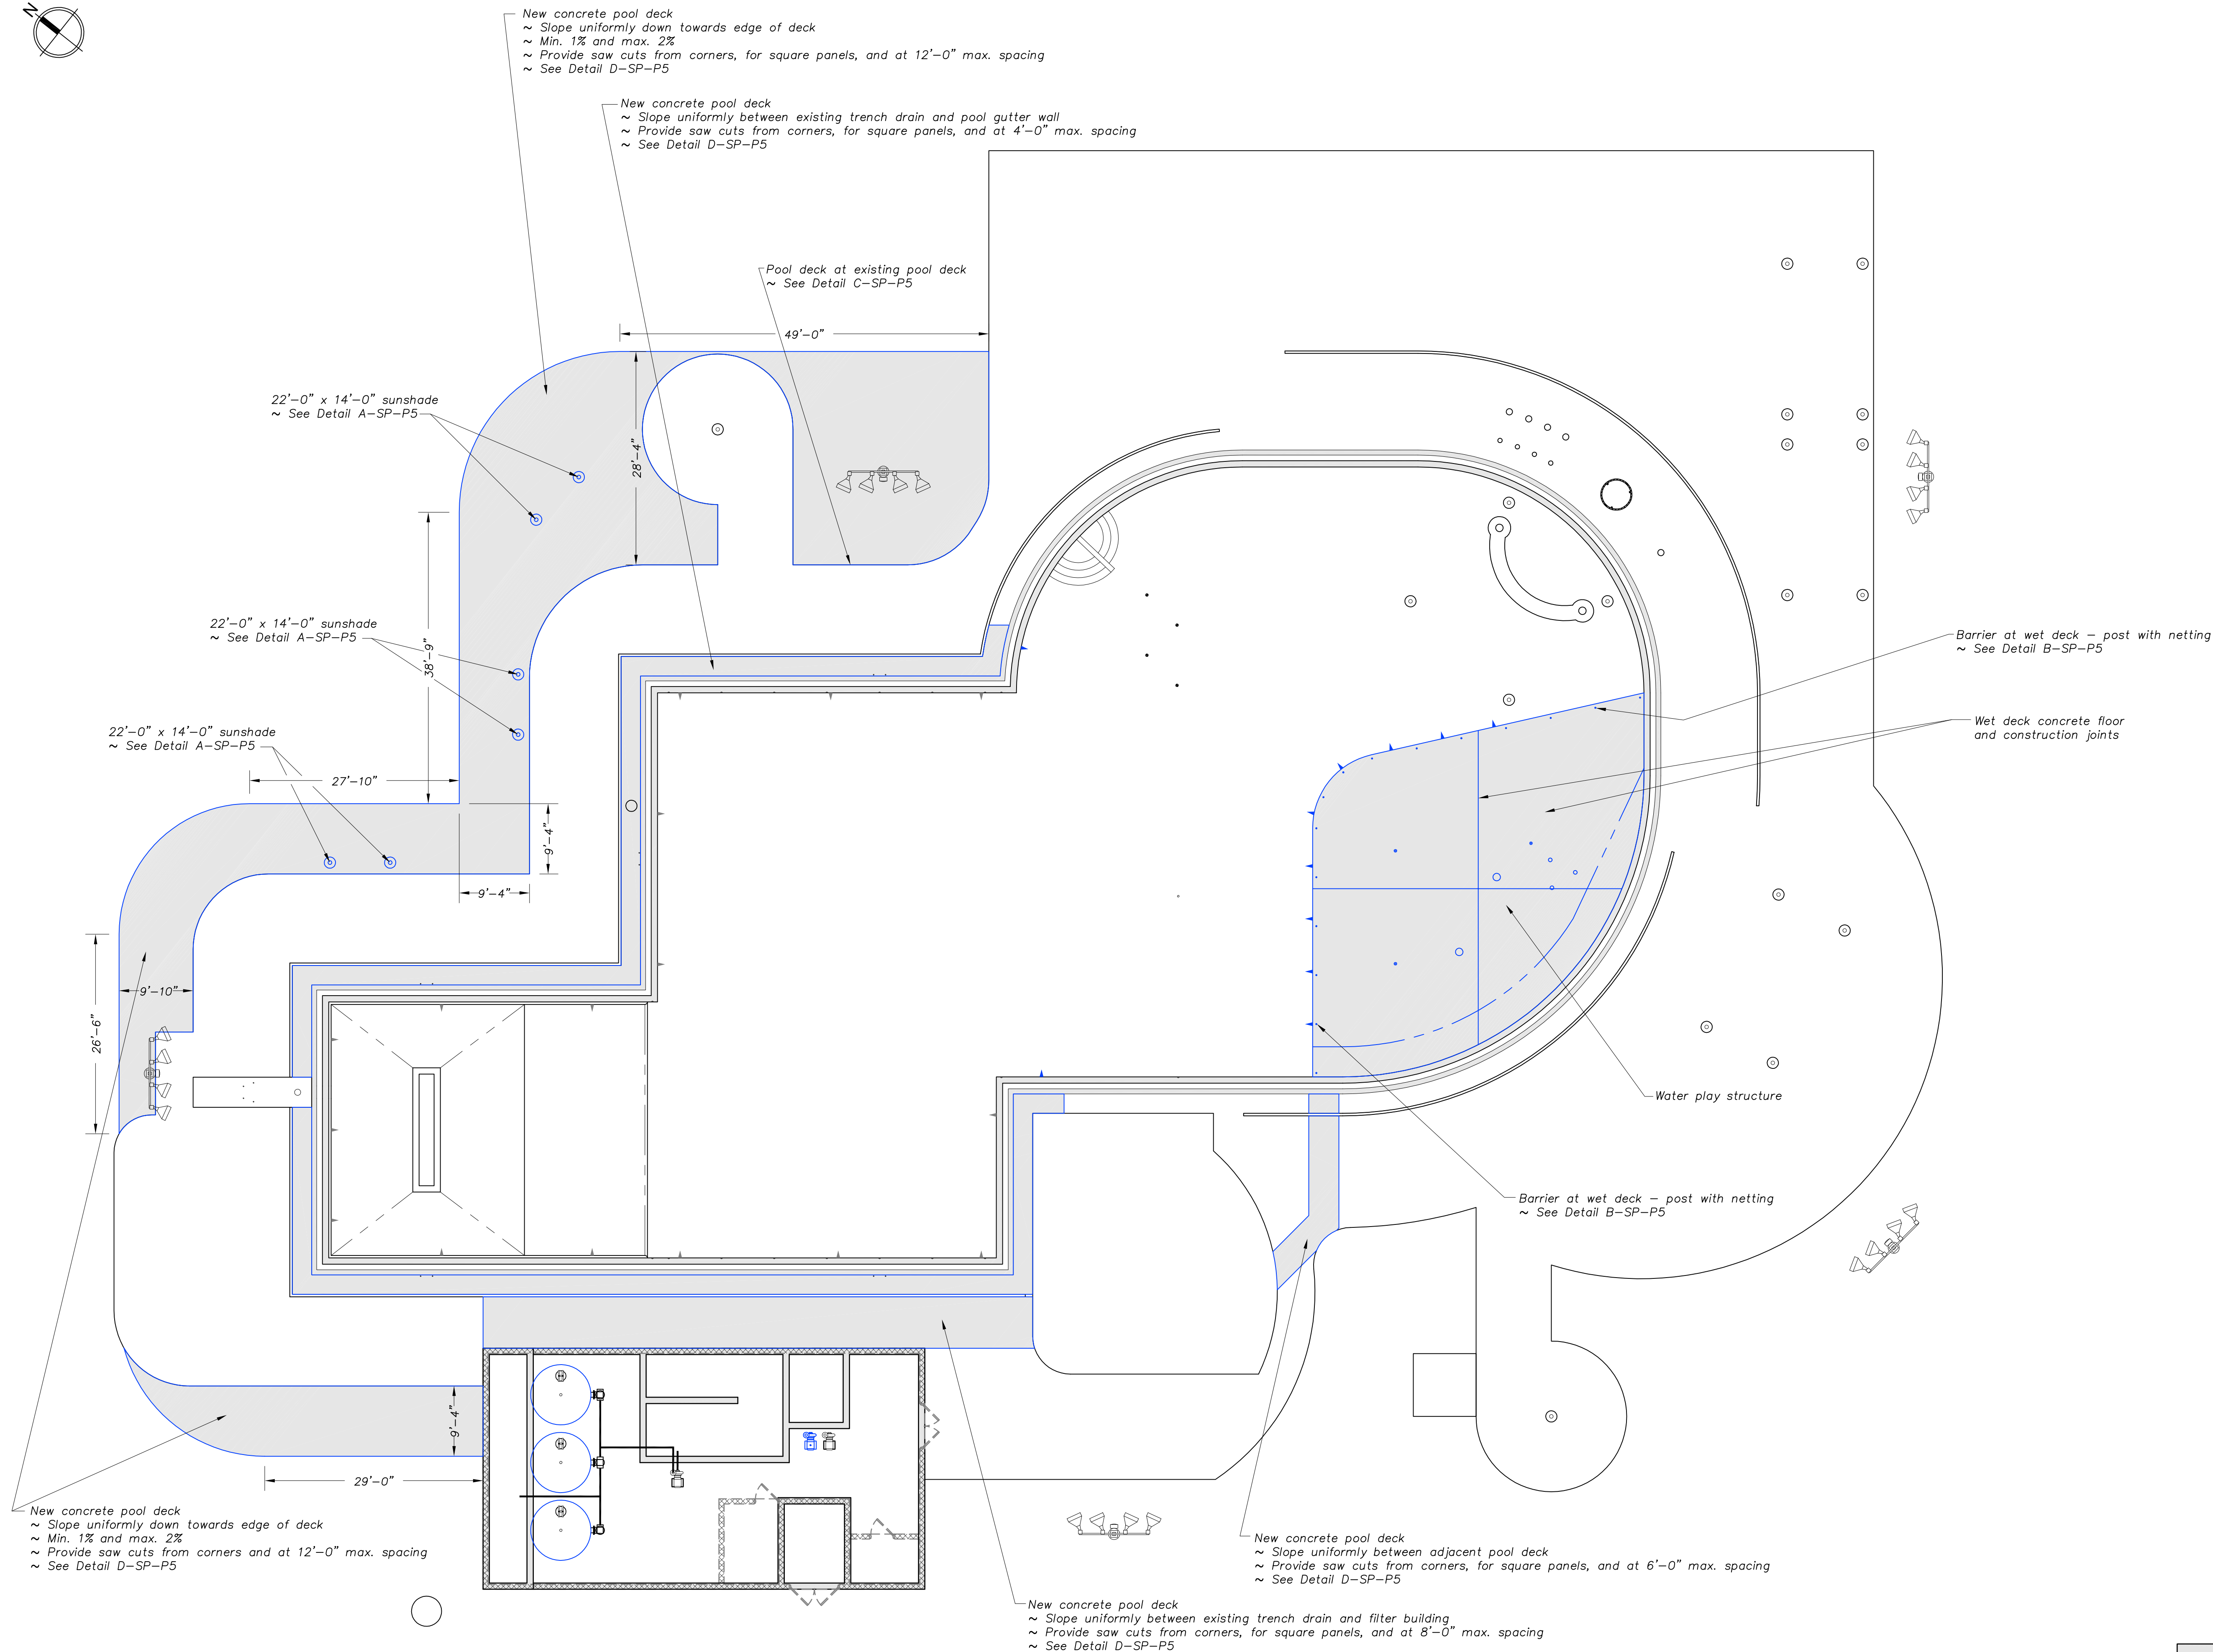 N
New concrete pool deck
~ Slope uniformly down towards edge of deck
~ Min. 1% and max. 2%
~ Provide saw cuts from corners, for square panels, and at 12'-0" max. spacing
~ See Detail D-SP-P5
New concrete pool deck
~ Slope uniformly between existing trench drain and pool gutter wall
~ Provide saw cuts from corners, for square panels, and at 4'-0" max. spacing
~ See Detail D-SP-P5
Pool deck at existing pool deck
~ See Detail C-SP-P5
49'-0"
22'-0" x 14'-0" sunshade
~ See Detail A-SP-P5
28'-4"
22'-0" x 14'-0" sunshade
~ See Detail A-SP-P5
38'-9"
Barrier at wet deck - post with netting
~ See Detail B-SP-P5
22'-0" x 14'-0" sunshade
~ See Detail A-SP-P5
Wet deck concrete floor
and construction joints
27'-10"
9'-4"
9'-4"
9'-10"
26'-6"
Water play structure
Barrier at wet deck - post with netting
~ See Detail B-SP-P5
9'-4"
29'-0"
New concrete pool deck
~ Slope uniformly down towards edge of deck
~ Min. 1% and max. 2%
~ Provide saw cuts from corners and at 12'-0" max. spacing
~ See Detail D-SP-P5
New concrete pool deck
~ Slope uniformly between adjacent pool deck
~ Provide saw cuts from corners, for square panels, and at 6'-0" max. spacing
~ See Detail D-SP-P5
New concrete pool deck
~ Slope uniformly between existing trench drain and filter building
~ Provide saw cuts from corners, for square panels, and at 8'-0" max. spacing
~ See Detail D-SP-P5